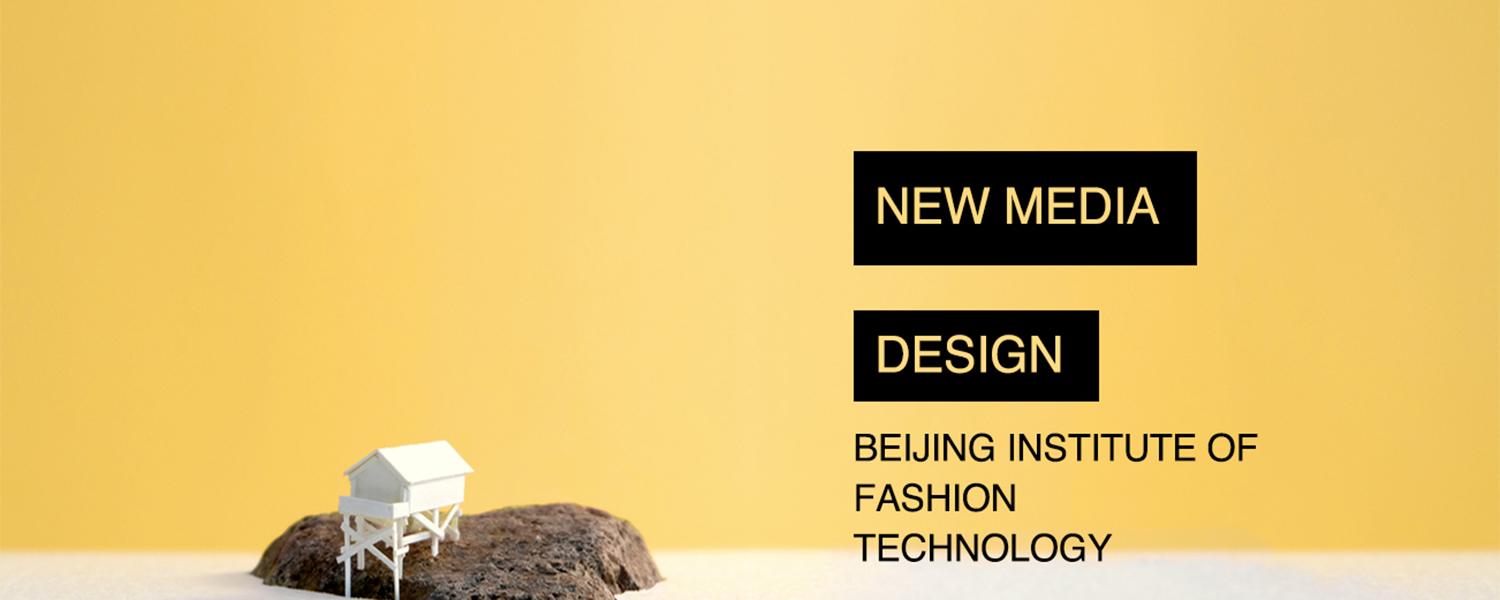 NEW MEDIA
DESIGN
BEIJING INSTITUTE OF
FASHION
TECHNOLOGY